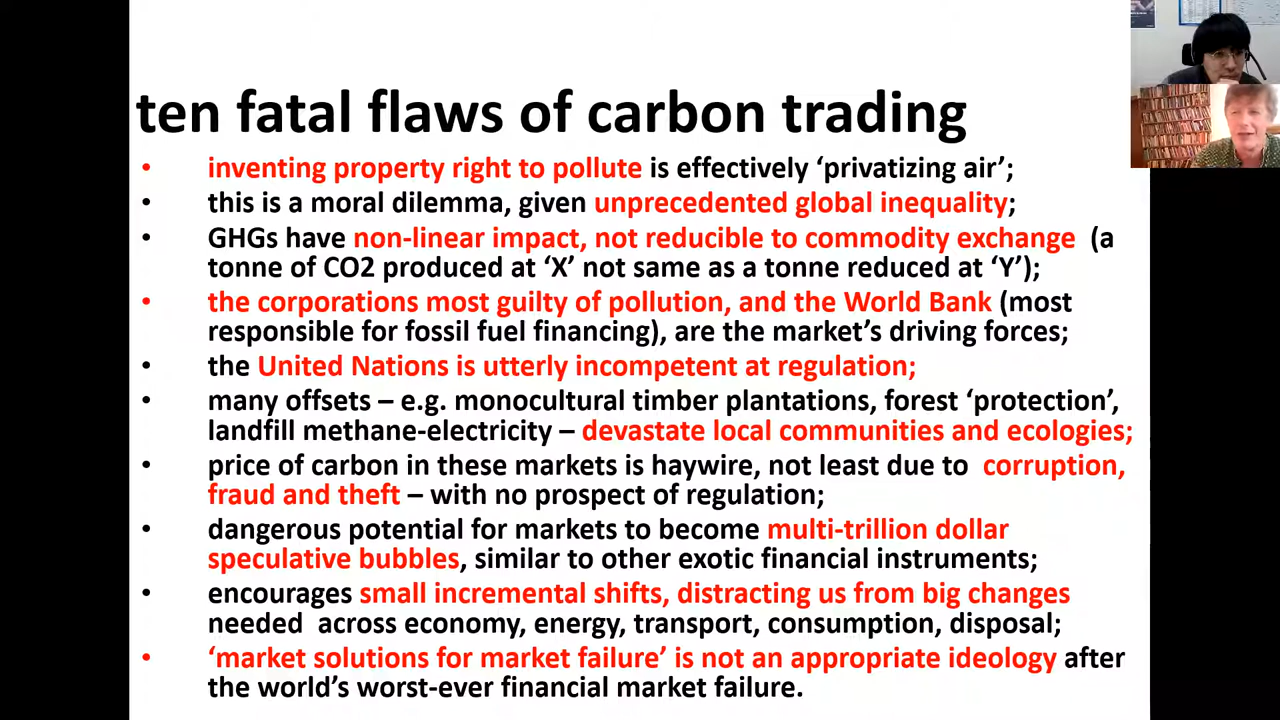 ten fatal flaws of carbon trading
• inventing property right to pollute is effectively ‘privatizing air’;
• this is a moral dilemma, given unprecedented global inequality;
• GHGs have non-linear impact, not reducible to commodity exchange (a
tonne of CO2 produced at ‘X’ not same as a tonne reduced at ‘Y’);
• the corporations most guilty of pollution, and the World Bank (most
responsible for fossil fuel financing), are the market’s driving forces;
• the United Nations is utterly incompetent at regulation;
• many offsets – e.g. monocultural timber plantations, forest ‘protection’,
landfill methane-electricity – devastate local communities and ecologies;
• price of carbon in these markets is haywire, not least due to corruption,
fraud and theft – with no prospect of regulation;
• dangerous potential for markets to become multi-trillion dollar
speculative bubbles, similar to other exotic financial instruments;
• encourages small incremental shifts, distracting us from big changes
needed across economy, energy, transport, consumption, disposal;
• ‘market solutions for market failure’ is not an appropriate ideology after
the world’s worst-ever financial market failure.